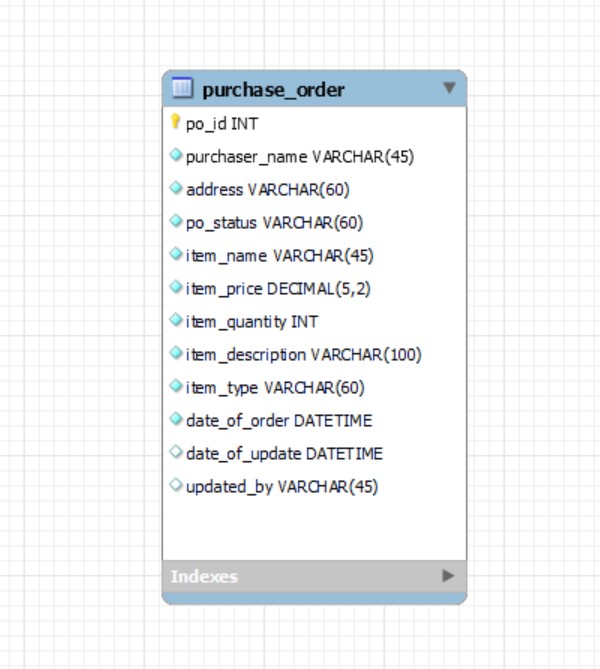 purchase_order
po_id INT
purchaser_name VARCHAR(45)
address VARCHAR(60)
po_status VARCHAR(60)
item_name VARCHAR(45)
item_price DECIMAL(5,2)
item_quantity INT
item_description VARCHAR(100)
item_type VARCHAR(60)
date_of_order DATETIME
date_of_update DATETIME
updated_by VARCHAR(45)
Indexes